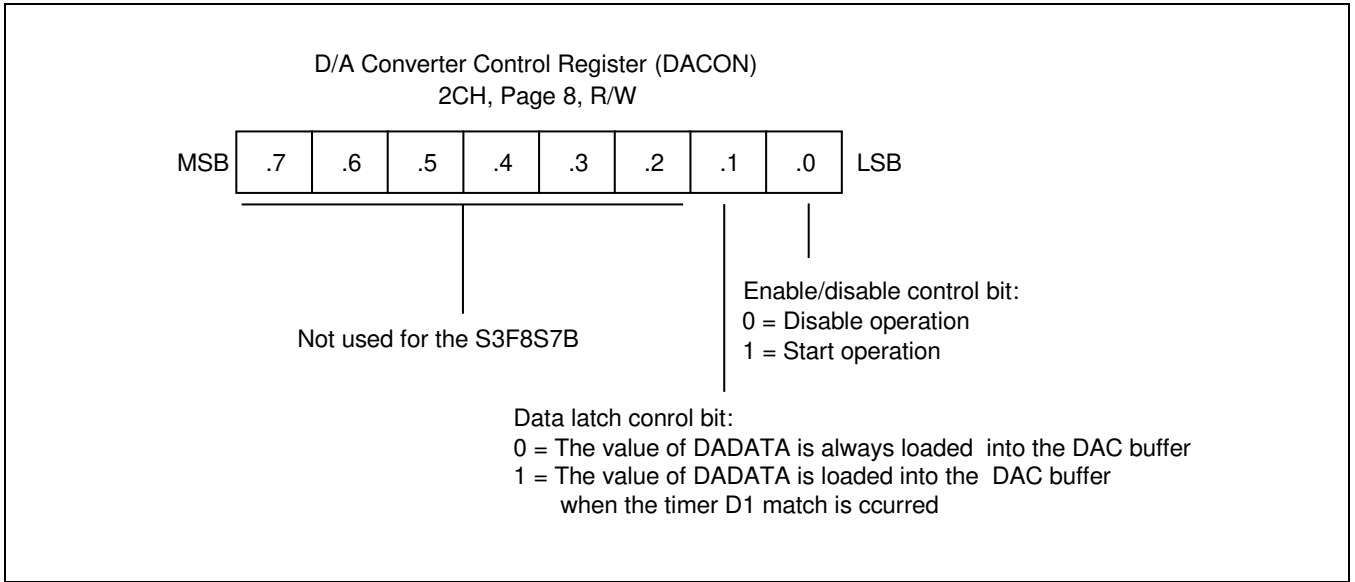 D/A Converter Control Register (DACON)
2CH, Page 8, R/W
MSB .7 .6 .5 .4 .3 .2 .1 .0 LSB
Enable/disable control bit:
0 = Disable operation
1 = Start operation
Not used for the S3F8S7B
Data latch conrol bit:
0 = The value of DADATA is always loaded into the DAC buffer
1 = The value of DADATA is loaded into the DAC buffer
when the timer D1 match is ccurred